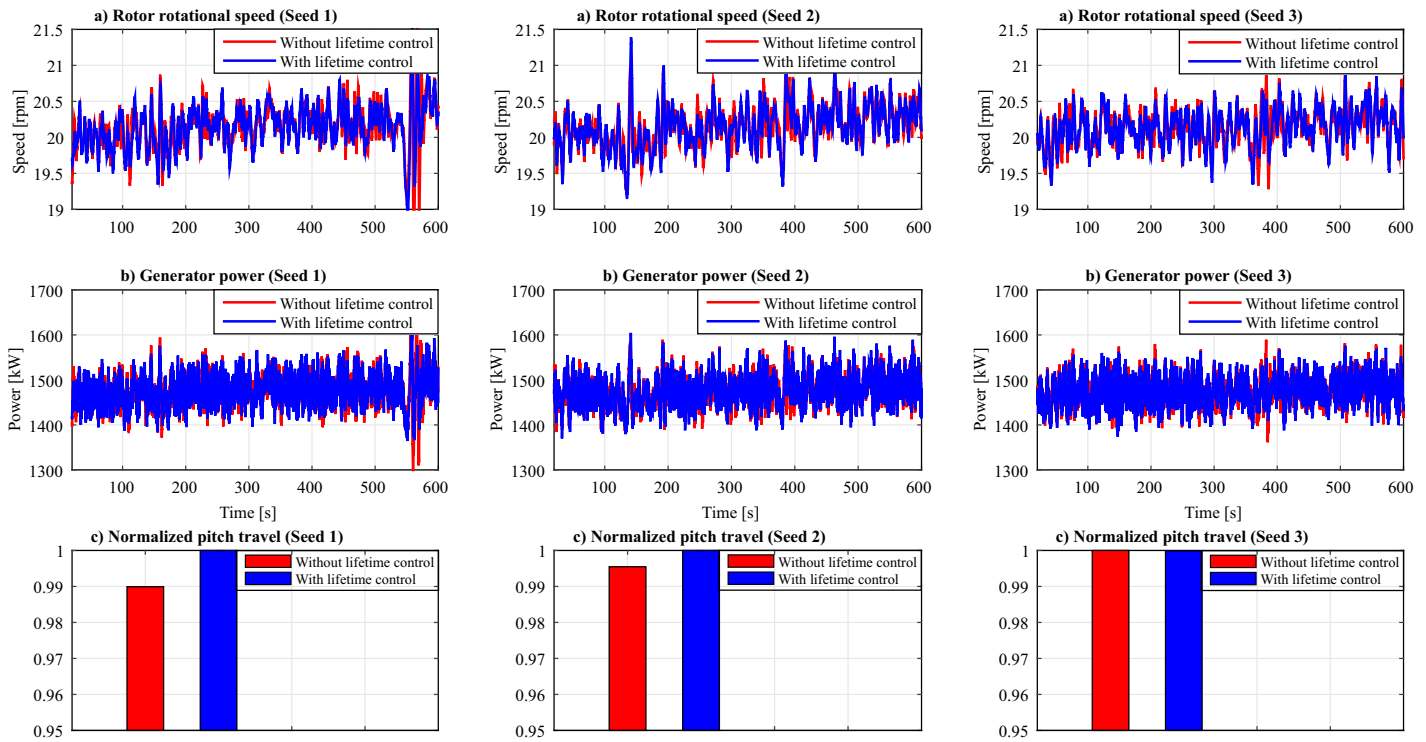 a) Rotor rotational speed (Seed 1)
21.5
21
20.5
20
19.5
19
Speed [rpm]
Without lifetime control
With lifetime control
100
200
300
400
500
600
a) Rotor rotational speed (Seed 2)
21.5
21
20.5
20
19.5
19
Speed [rpm]
Without lifetime control
With lifetime control
100
200
300
400
500
600
a) Rotor rotational speed (Seed 3)
21.5
21
20.5
20
19.5
19
Speed [rpm]
Without lifetime control
With lifetime control
100
200
300
400
500
600
b) Generator power (Seed 1)
1700
1600
1500
1400
1300
Power [kW]
Without lifetime control
With lifetime control
100
200
300
400
500
600
Time [s]
b) Generator power (Seed 2)
1700
1600
1500
1400
1300
Power [kW]
Without lifetime control
With lifetime control
100
200
300
400
500
600
Time [s]
b) Generator power (Seed 3)
1700
1600
1500
1400
1300
Power [kW]
Without lifetime control
With lifetime control
100
200
300
400
500
600
Time [s]
c) Normalized pitch travel (Seed 1)
1
0.99
0.98
0.97
0.96
0.95
Without lifetime control
With lifetime control
c) Normalized pitch travel (Seed 2)
1
0.99
0.98
0.97
0.96
0.95
Without lifetime control
With lifetime control
c) Normalized pitch travel (Seed 3)
1
0.99
0.98
0.97
0.96
0.95
Without lifetime control
With lifetime control